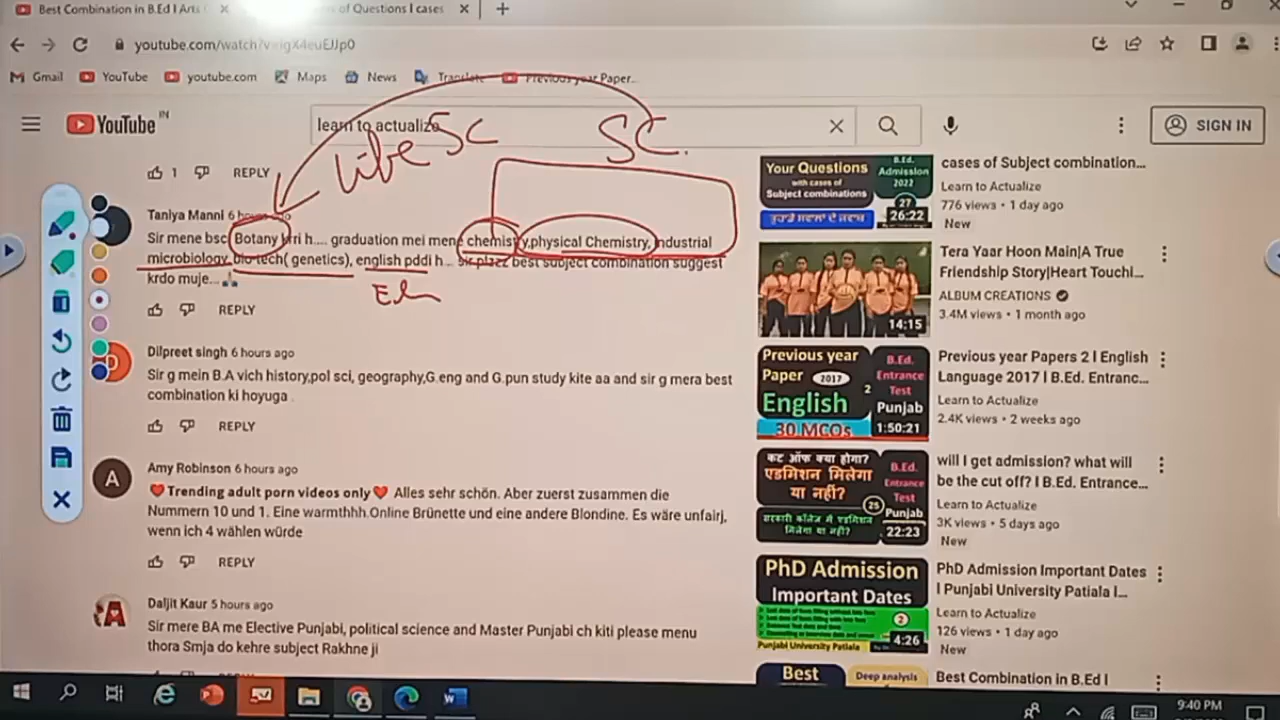 Best Combination in B.Ed I Arts
of Questions I cases
youtube.com/watch?v
Gmail
YouTube
youtube.com
Maps
News
Translate
Previous year Paper...
YouTube IN
learn to actualize
SIGN IN
Life SC
SC.
1 REPLY
Taniya Manni 6 hours ago
Sir mene bsc Botany kri h.... graduation mei mene chemistry,physical Chemistry, industrial
microbiology, bio-tech( genetics), english pddi h... sir plazz best subject combination suggest
krdo muje...
REPLY
Dilpreet singh 6 hours ago
Sir g mein B.A vich history,pol sci, geography,G.eng and G.pun study kite aa and sir g mera best
combination ki hoyuga
REPLY
A
Amy Robinson 6 hours ago
Trending adult porn videos only Alles sehr schön. Aber zuerst zusammen die
Nummern 10 und 1. Eine warmthhh.Online Brünette und eine andere Blondine. Es wäre unfairj,
wenn ich 4 wählen würde
REPLY
Daljit Kaur 5 hours ago
Sir mere BA me Elective Punjabi, political science and Master Punjabi ch kiti please menu
thora Smja do kehre subject Rakhne ji
Your Questions
with cases of
Subject combinations
B.Ed.
Admission
2022
27
ਤੁਹਾਡੇ ਸਵਾਲਾਂ ਦੇ ਜਵਾਬ
26:22
cases of Subject combination...
Learn to Actualize
776 views • 1 day ago
New
14:15
Tera Yaar Hoon Main|A True
Friendship Story|Heart Touchi...
ALBUM CREATIONS
3.4M views • 1 month ago
Previous year
Paper 2017
English
30 MCQs
2
B.Ed.
Entrance
Test
Punjab
1:50:21
Previous year Papers 2 I English
Language 2017 I B.Ed. Entranc...
Learn to Actualize
2.4K views • 2 weeks ago
कट ऑफ क्या होगा?
एडमिशन मिलेगा
या नहीं?
25
सरकारी कॉलेज में एडमिशन
मिलेगा या नही?
B.Ed.
Entrance
Test
Punjab
22:23
will I get admission? what will
be the cut off? I B.Ed. Entrance...
Learn to Actualize
3K views • 5 days ago
New
PhD Admission
Important Dates
2
Punjabi University Patiala
4:26
PhD Admission Important Dates
I Punjabi University Patiala I...
Learn to Actualize
126 views • 1 day ago
New
Best
Deep analysis
Best Combination in B.Ed I
9:40 PM